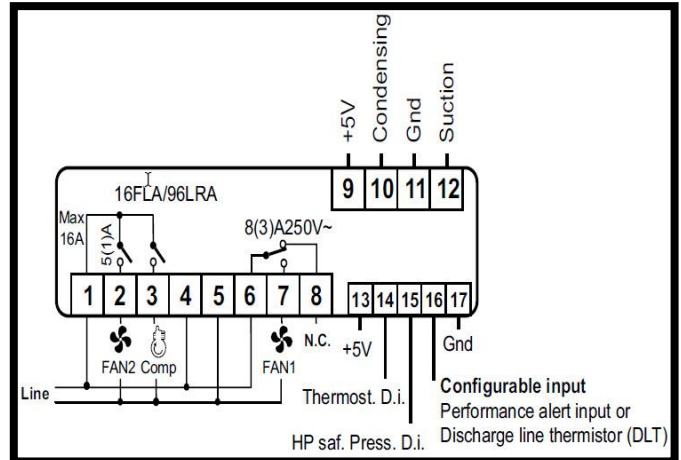 +5V
Condensing
Gnd
Suction
9 10 11 12
16FLA/96LRA
Max
16A
5(1)A
8(3)A250V~
1 2 3 4 5 6 7 8
13 14 15 16 17
FAN2 Comp
FAN1
N.C.
+5V
Gnd
Line
Thermost. D.i.
Configurable input
Performance alert input or
HP saf. Press. D.i.
Discharge line thermistor (DLT)